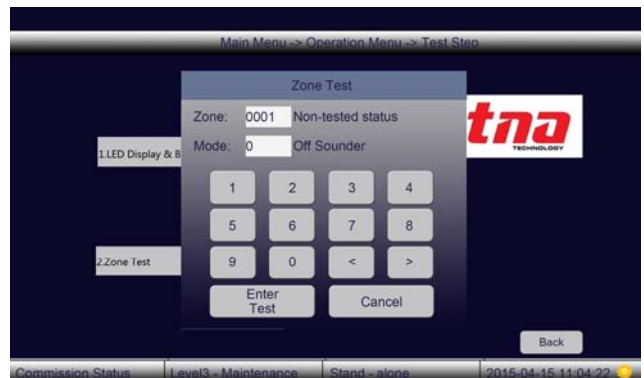 Main Menu -> Operation Menu -> Test Step
Zone Test
Zone: 0001 Non-tested status
Mode: 0 Off Sounder
tna
TECHNOLOGY
1.LED Display & B
1 2 3 4
5 6 7 8
2.Zone Test
9 0 < >
Enter Test
Cancel
Back
Commission Status Level3 - Maintenance Stand - alone 2015-04-15 11:04:22